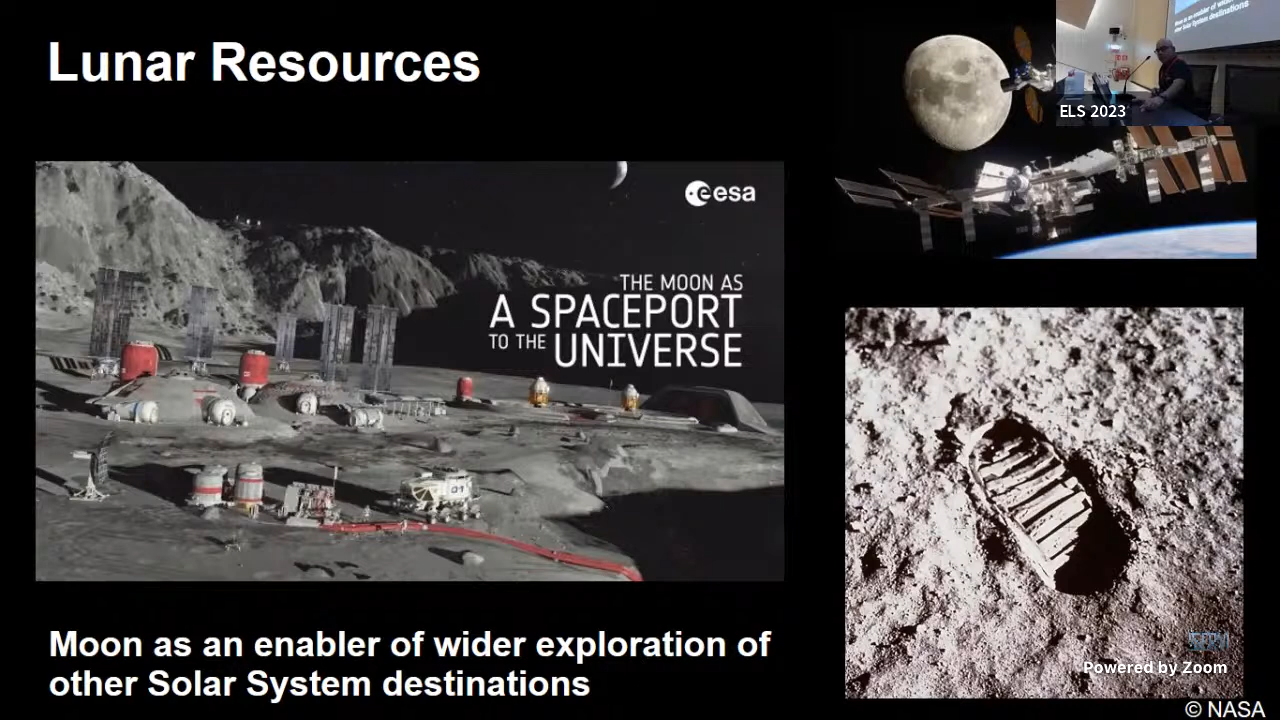 Lunar Resources
ELS 2023
esa
THE MOON AS
A SPACEPORT
TO THE UNIVERSE
01
Moon as an enabler of wider exploration of
other Solar System destinations
Powered by Zoom
© NASA